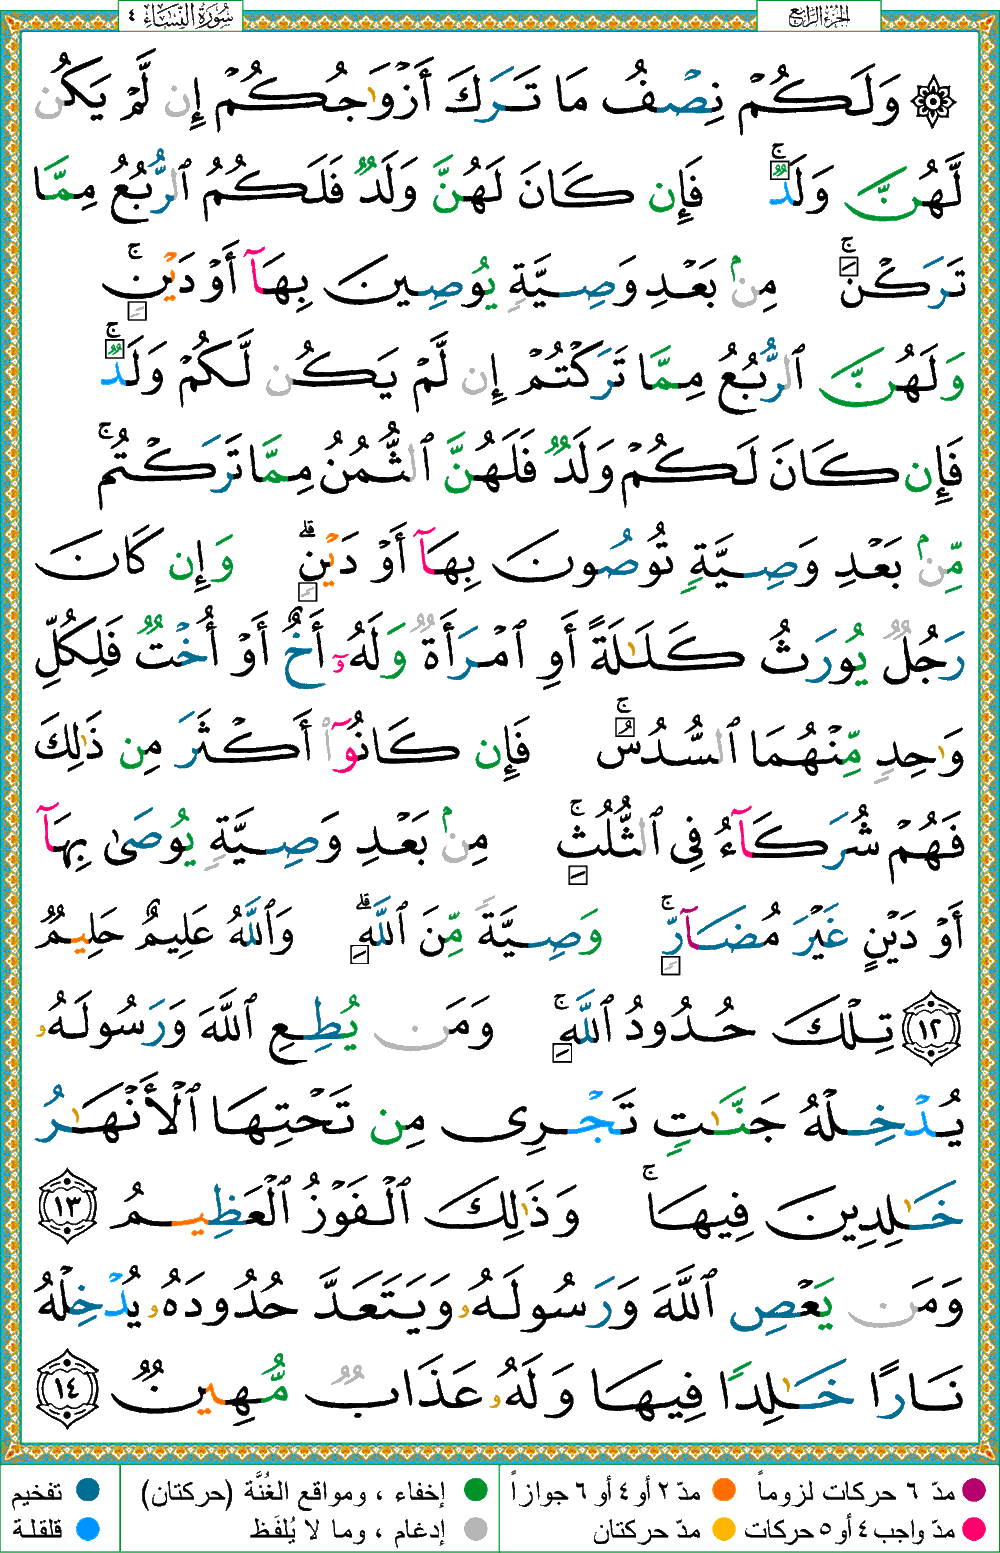 سُورَةُ النِّسَاءِ ٤
الجُزْءُ الرَّابِعُ
۞ وَلَكُمْ نِصْفُ مَا تَرَكَ أَزْوَٰجُكُمْ إِن لَّمْ يَكُن
لَّهُنَّ وَلَدٌۚ فَإِن كَانَ لَهُنَّ وَلَدٌ فَلَكُمُ ٱلرُّبُعُ مِمَّا
تَرَكْنَۚ مِنۢ بَعْدِ وَصِيَّةٍ يُوصِينَ بِهَآ أَوْ دَيْنٍۚ
وَلَهُنَّ ٱلرُّبُعُ مِمَّا تَرَكْتُمْ إِن لَّمْ يَكُن لَّكُمْ وَلَدٌۚ
فَإِن كَانَ لَكُمْ وَلَدٌ فَلَهُنَّ ٱلثُّمُنُ مِمَّا تَرَكْتُمۚ
مِّنۢ بَعْدِ وَصِيَّةٍ تُوصُونَ بِهَآ أَوْ دَيْنٍۗ وَإِن كَانَ
رَجُلٌ يُورَثُ كَلَٰلَةً أَوِ ٱمْرَأَةٌ وَلَهُۥٓ أَخٌ أَوْ أُخْتٌ فَلِكُلِّ
وَٰحِدٍ مِّنْهُمَا ٱلسُّدُسُۚ فَإِن كَانُوٓا۟ أَكْثَرَ مِن ذَٰلِكَ
فَهُمْ شُرَكَآءُ فِى ٱلثُّلُثِۚ مِنۢ بَعْدِ وَصِيَّةٍ يُوصَىٰ بِهَآ
أَوْ دَيْنٍ غَيْرَ مُضَآرٍّۚ وَصِيَّةً مِّنَ ٱللَّهِۗ وَٱللَّهُ عَلِيمٌ حَلِيمٌ
١٢ تِلْكَ حُدُودُ ٱللَّهِۚ وَمَن يُطِعِ ٱللَّهَ وَرَسُولَهُۥ
يُدْخِلْهُ جَنَّٰتٍ تَجْرِى مِن تَحْتِهَا ٱلْأَنْهَٰرُ
خَٰلِدِينَ فِيهَاۚ وَذَٰلِكَ ٱلْفَوْزُ ٱلْعَظِيمُ ١٣
وَمَن يَعْصِ ٱللَّهَ وَرَسُولَهُۥ وَيَتَعَدَّ حُدُودَهُۥ يُدْخِلْهُ
نَارًا خَٰلِدًا فِيهَا وَلَهُۥ عَذَابٌ مُّهِينٌ ١٤
مدّ ٦ حركات لزوماً
مدّ ٢ أو ٤ أو ٦ جوازاً
إخفاء ، ومواقع الغُنَّة (حركتان)
تفخيم
مدّ واجب ٤ أو ٥ حركات
مدّ حركتان
إدغام ، وما لا يُلفَظ
قلقلة